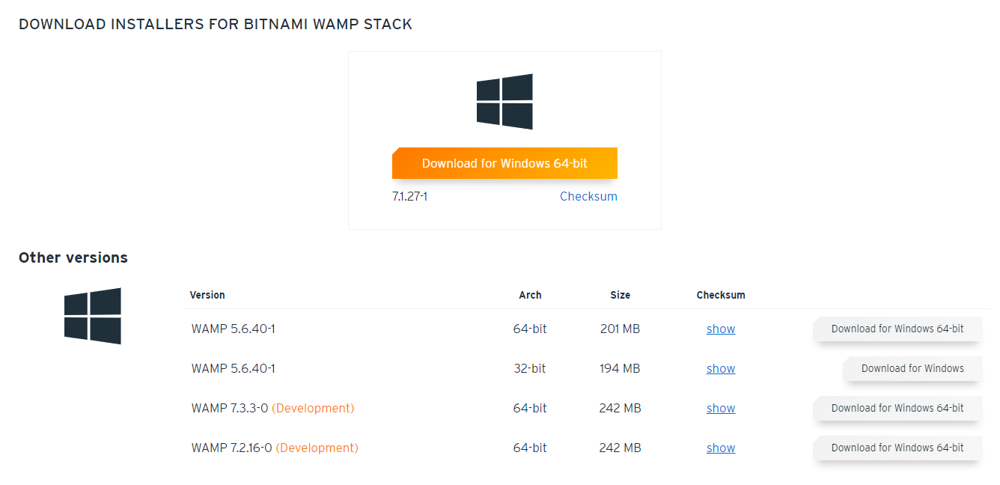 DOWNLOAD INSTALLERS FOR BITNAMI WAMP STACK
Download for Windows 64-bit
7.1.27-1 Checksum
Other versions
Version Arch Size Checksum
WAMP 5.6.40-1 64-bit 201 MB show Download for Windows 64-bit
WAMP 5.6.40-1 32-bit 194 MB show Download for Windows
WAMP 7.3.3-0 (Development) 64-bit 242 MB show Download for Windows 64-bit
WAMP 7.2.16-0 (Development) 64-bit 242 MB show Download for Windows 64-bit